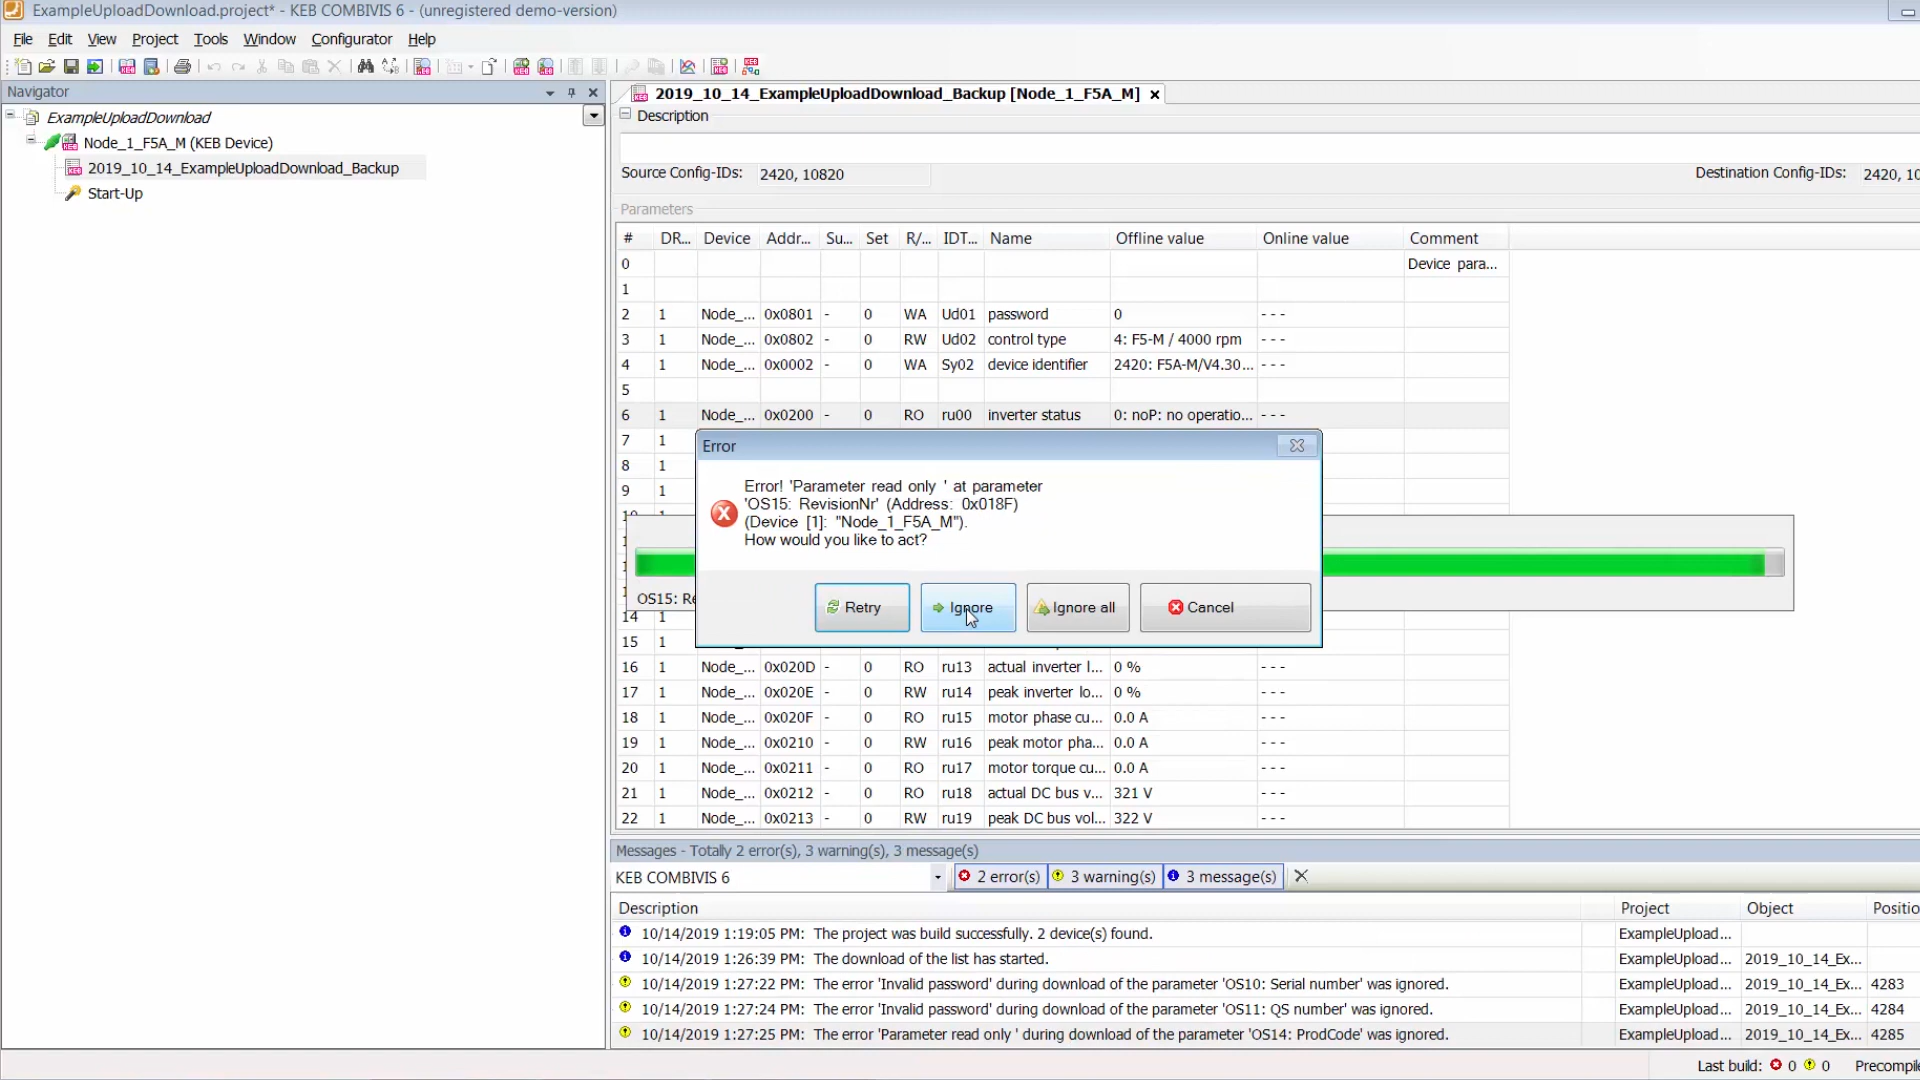 ExampleUploadDownload.project* - KEB COMBIVIS 6 - (unregistered demo-version)
File Edit View Project Tools Window Configurator Help
Navigator
ExampleUploadDownload
Node_1_F5A_M (KEB Device)
2019_10_14_ExampleUploadDownload_Backup
Start-Up
2019_10_14_ExampleUploadDownload_Backup [Node_1_F5A_M]
Description
Source Config-IDs: 2420, 10820 Destination Config-IDs: 2420, 10
Parameters
# DR... Device Addr... Su... Set R/... IDT... Name Offline value Online value Comment
0 Device para...
1
2 1 Node_... 0x0801 - 0 WA Ud01 password 0 - - -
3 1 Node_... 0x0802 - 0 RW Ud02 control type 4: F5-M / 4000 rpm - - -
4 1 Node_... 0x0002 - 0 WA Sy02 device identifier 2420: F5A-M/V4.30... - - -
5
6 1 Node_... 0x0200 - 0 RO ru00 inverter status 0: noP: no operatio... - - -
7 1
8 1
9 1
Error
Error! 'Parameter read only ' at parameter
'OS15: RevisionNr' (Address: 0x018F)
(Device [1]: "Node_1_F5A_M").
How would you like to act?
Retry Ignore Ignore all Cancel
OS15: Re
14 1
15 1
16 1 Node_... 0x020D - 0 RO ru13 actual inverter l... 0 % - - -
17 1 Node_... 0x020E - 0 RW ru14 peak inverter lo... 0 % - - -
18 1 Node_... 0x020F - 0 RO ru15 motor phase cu... 0.0 A - - -
19 1 Node_... 0x0210 - 0 RW ru16 peak motor pha... 0.0 A - - -
20 1 Node_... 0x0211 - 0 RO ru17 motor torque cu... 0.0 A - - -
21 1 Node_... 0x0212 - 0 RO ru18 actual DC bus v... 321 V - - -
22 1 Node_... 0x0213 - 0 RW ru19 peak DC bus vol... 322 V - - -
Messages - Totally 2 error(s), 3 warning(s), 3 message(s)
KEB COMBIVIS 6 2 error(s) 3 warning(s) 3 message(s)
Description Project Object Positio
10/14/2019 1:19:05 PM: The project was build successfully. 2 device(s) found. ExampleUpload...
10/14/2019 1:26:39 PM: The download of the list has started. ExampleUpload... 2019_10_14_Ex...
10/14/2019 1:27:22 PM: The error 'Invalid password' during download of the parameter 'OS10: Serial number' was ignored. ExampleUpload... 2019_10_14_Ex... 4283
10/14/2019 1:27:24 PM: The error 'Invalid password' during download of the parameter 'OS11: QS number' was ignored. ExampleUpload... 2019_10_14_Ex... 4284
10/14/2019 1:27:25 PM: The error 'Parameter read only ' during download of the parameter 'OS14: ProdCode' was ignored. ExampleUpload... 2019_10_14_Ex... 4285
Last build: 0 0 Precompile